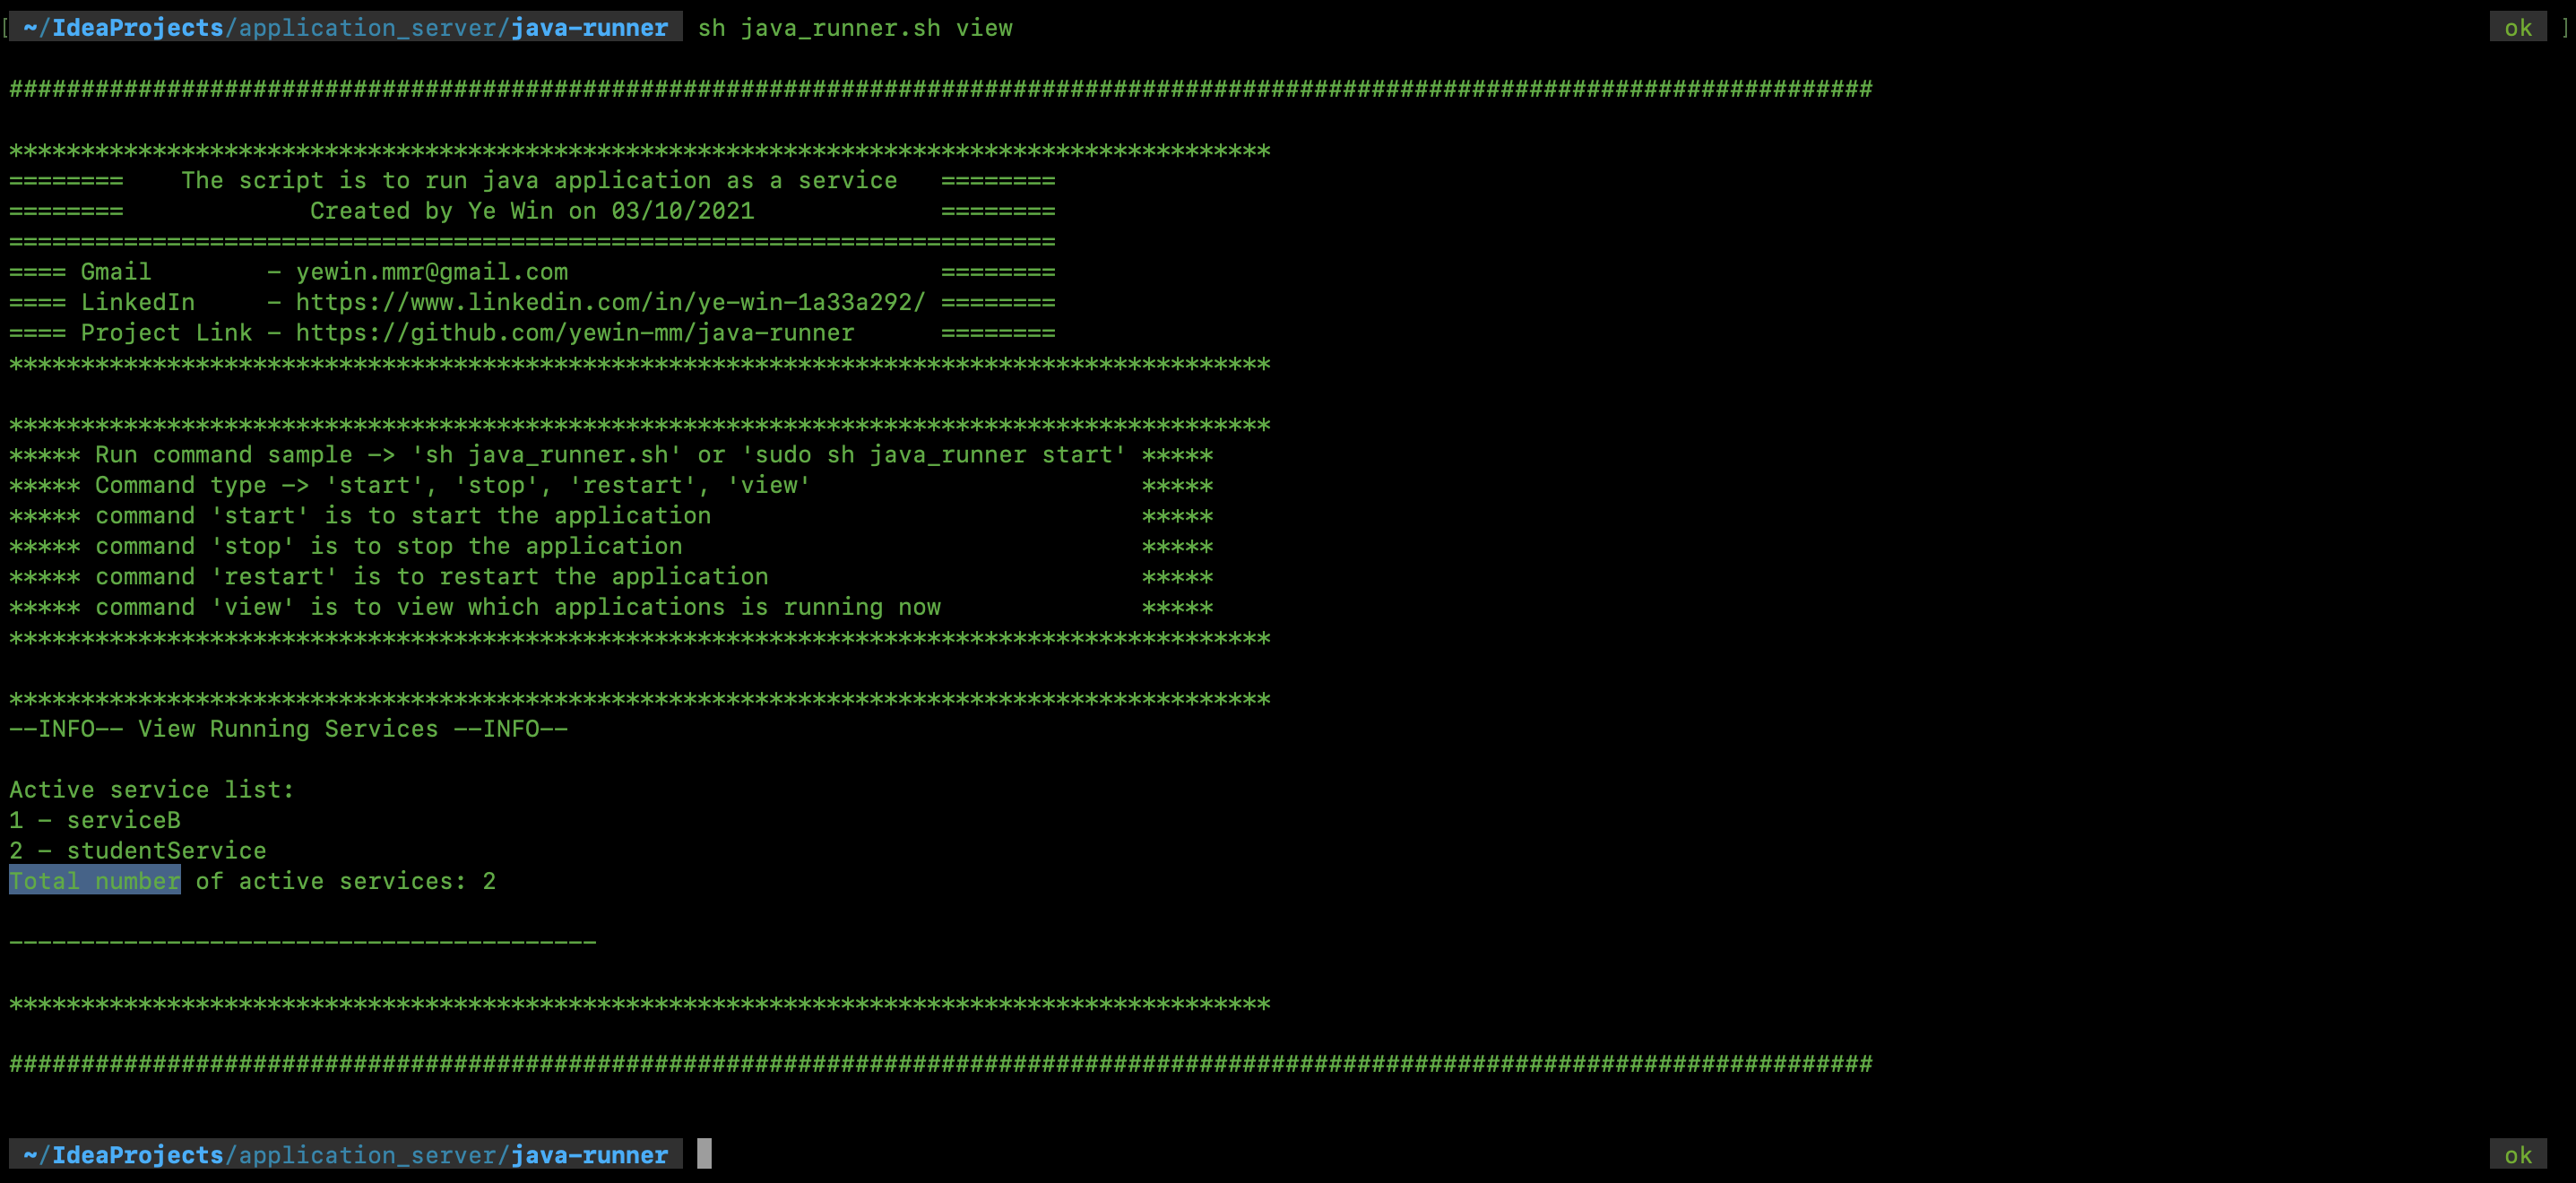 [ ~/IdeaProjects/application_server/java-runner  sh java_runner.sh view ok ]
##################################################################################################################################
****************************************************************************************
========    The script is to run java application as a service   ========
========             Created by Ye Win on 03/10/2021             ========
=========================================================================
==== Gmail        - yewin.mmr@gmail.com                          ========
==== LinkedIn     - https://www.linkedin.com/in/ye-win-1a33a292/ ========
==== Project Link - https://github.com/yewin-mm/java-runner      ========
****************************************************************************************
****************************************************************************************
***** Run command sample -> 'sh java_runner.sh' or 'sudo sh java_runner start' *****
***** Command type -> 'start', 'stop', 'restart', 'view'                       *****
***** command 'start' is to start the application                              *****
***** command 'stop' is to stop the application                                *****
***** command 'restart' is to restart the application                          *****
***** command 'view' is to view which applications is running now              *****
****************************************************************************************
****************************************************************************************
--INFO-- View Running Services --INFO--
Active service list:
1 - serviceB
2 - studentService
Total number of active services: 2
-----------------------------------------
****************************************************************************************
##################################################################################################################################
~/IdeaProjects/application_server/java-runner ok